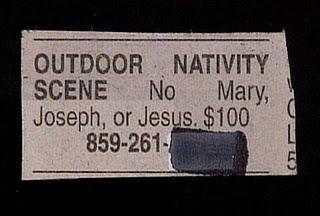 OUTDOOR NATIVITY
SCENE No Mary,
Joseph, or Jesus. $100
859-261-